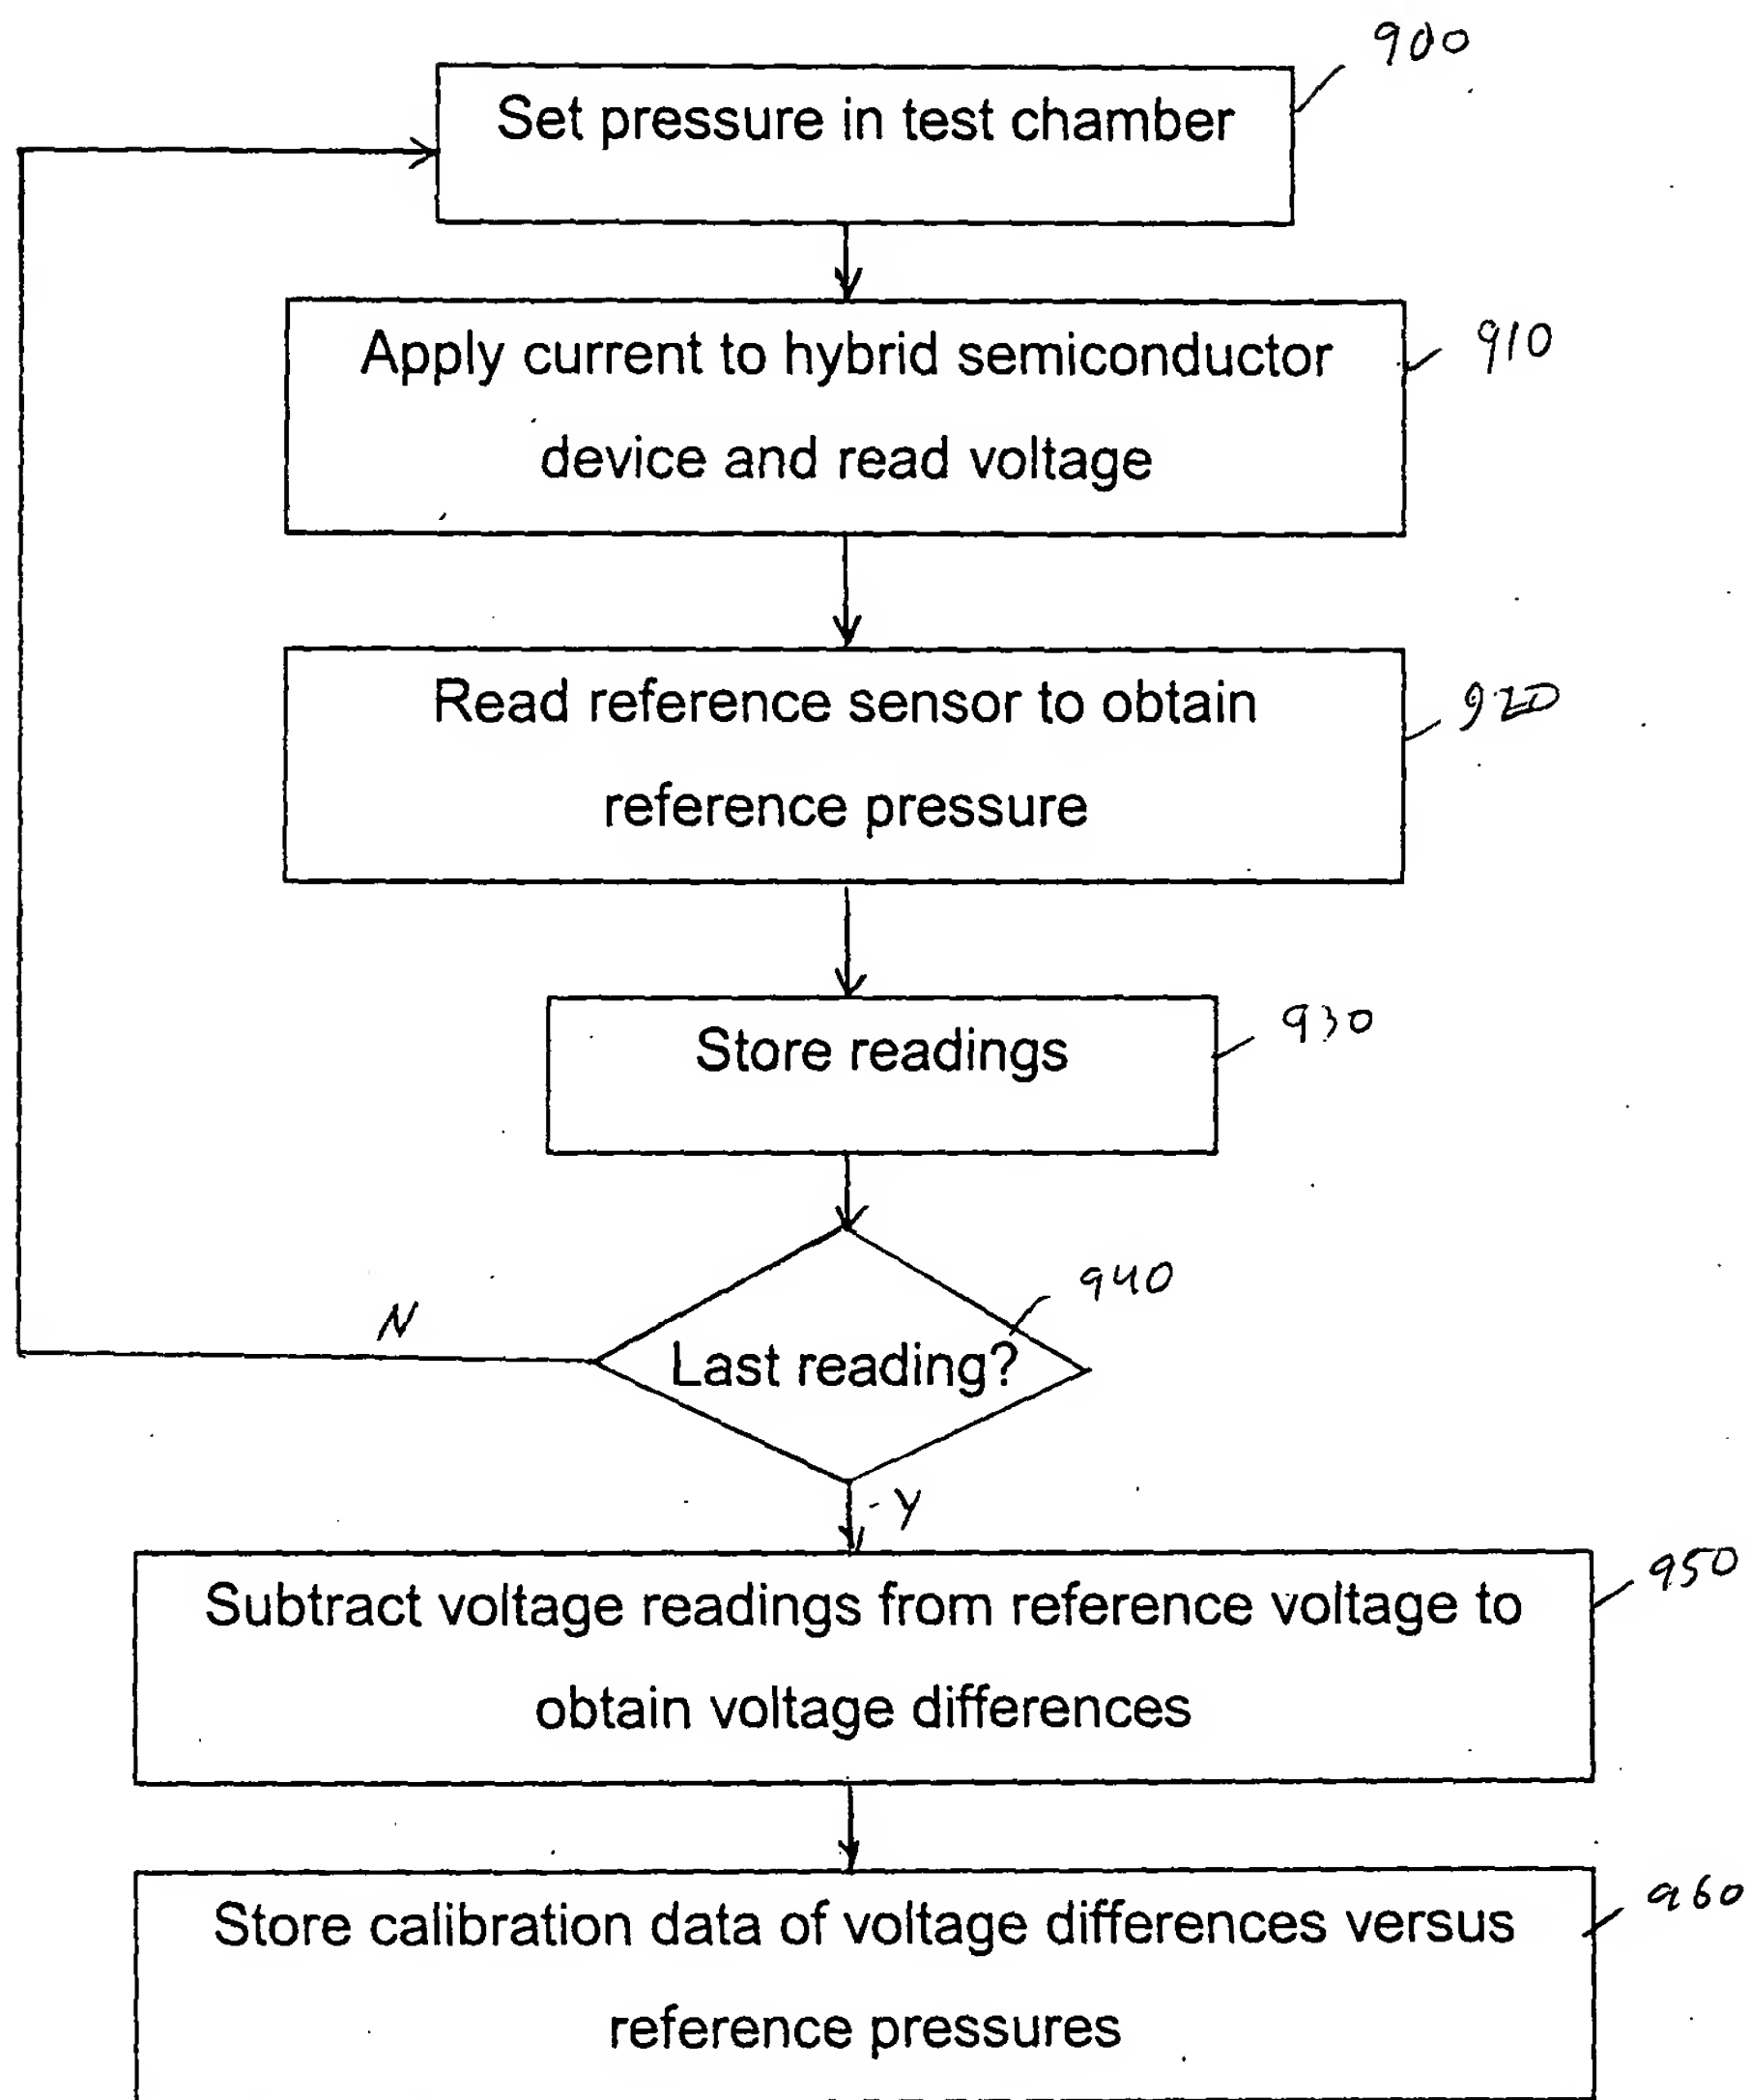 900
Set pressure in test chamber
910
Apply current to hybrid semiconductor
device and read voltage
920
Read reference sensor to obtain
reference pressure
930
Store readings
940
N
Last reading?
Y
950
Subtract voltage readings from reference voltage to
obtain voltage differences
960
Store calibration data of voltage differences versus
reference pressures